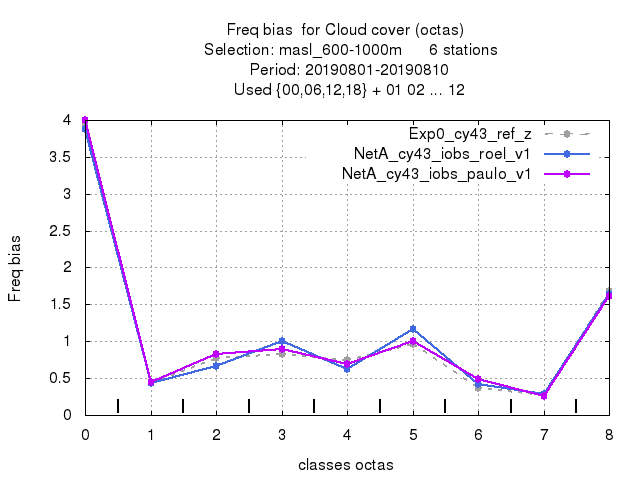 Freq bias  for Cloud cover (octas)
Selection: masl_600-1000m      6 stations
Period: 20190801-20190810
Used {00,06,12,18} + 01 02 ... 12
Exp0_cy43_ref_z
NetA_cy43_iobs_roel_v1
NetA_cy43_iobs_paulo_v1
4
3.5
3
2.5
2
1.5
1
0.5
0
Freq bias
0 1 2 3 4 5 6 7 8
classes octas